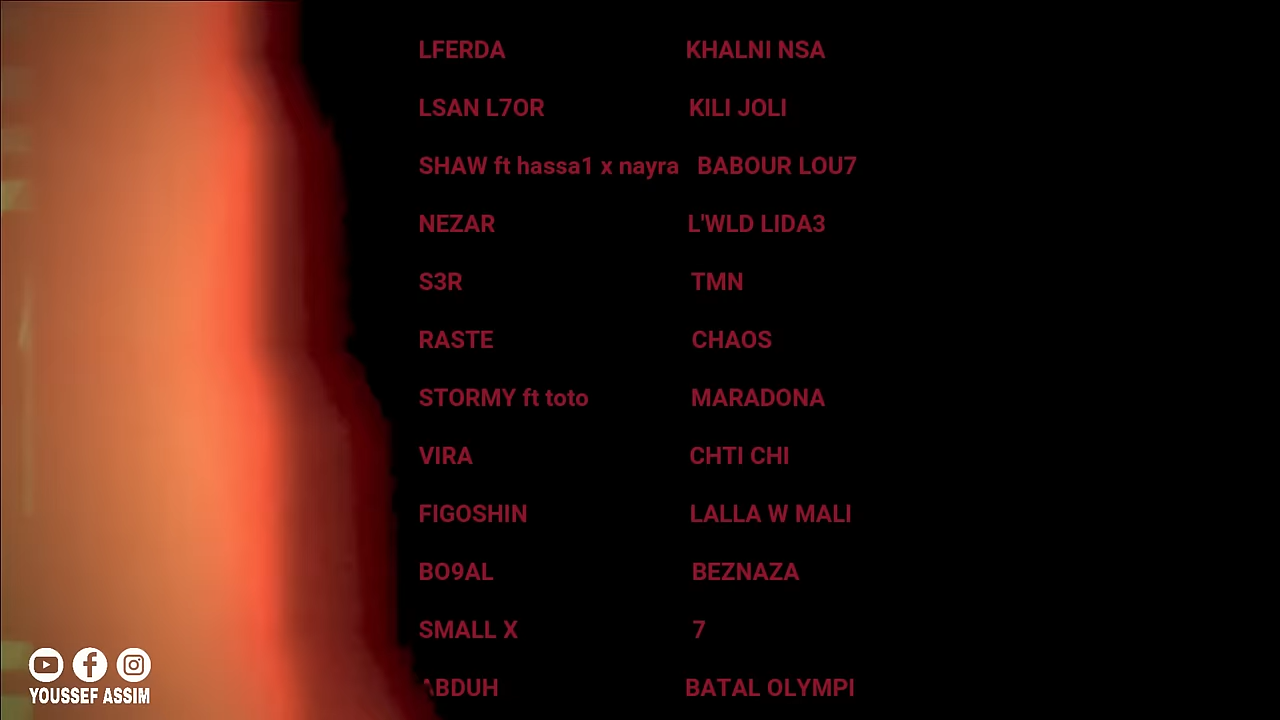 LFERDA KHALNI NSA
LSAN L7OR KILI JOLI
SHAW ft hassa1 x nayra BABOUR LOU7
NEZAR L'WLD LIDA3
S3R TMN
RASTE CHAOS
STORMY ft toto MARADONA
VIRA CHTI CHI
FIGOSHIN LALLA W MALI
BO9AL BEZNAZA
SMALL X 7
ABDUH BATAL OLYMPI
YOUSSEF ASSIM